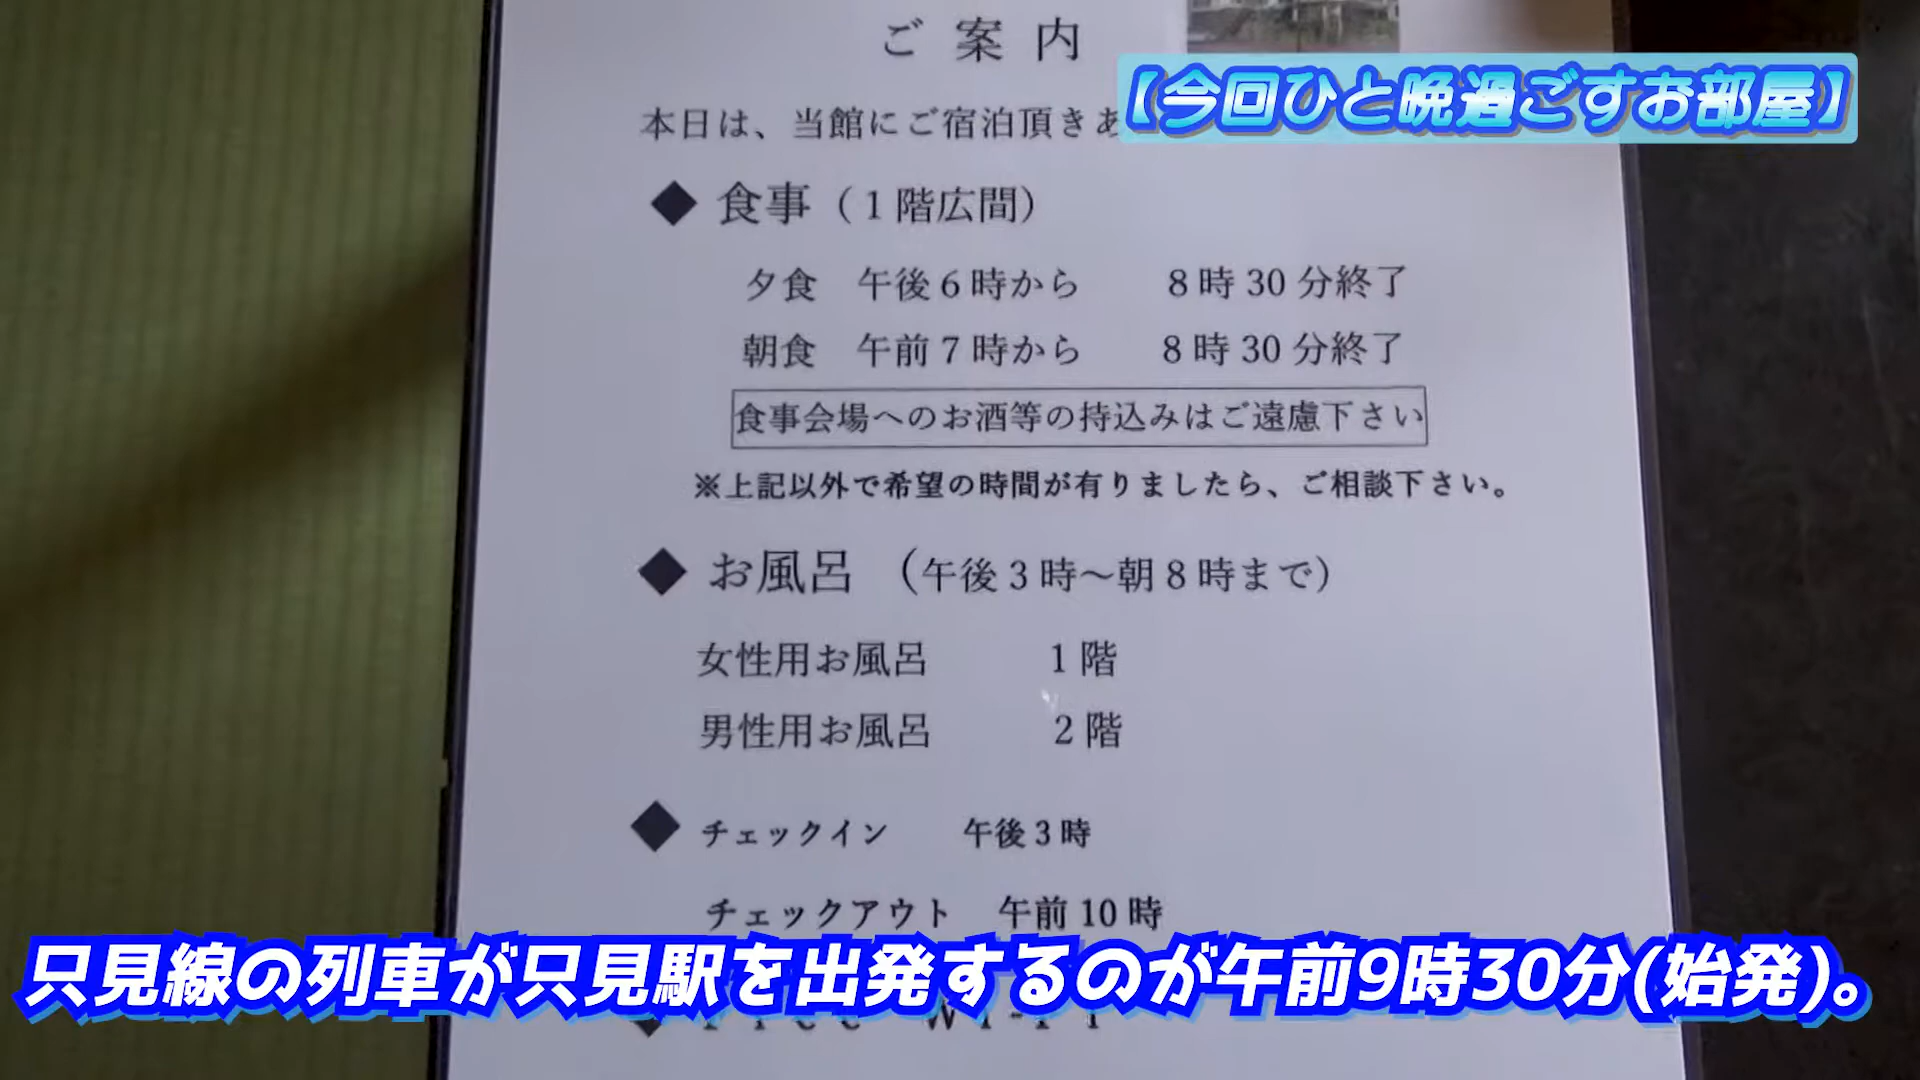 ご案内
【今回ひと晩過ごすお部屋】
本日は、当館にご宿泊頂きあ
◆ 食事（1階広間）
夕食 午後6時から 8時30分終了
朝食 午前7時から 8時30分終了
食事会場へのお酒等の持込みはご遠慮下さい
※上記以外で希望の時間が有りましたら、ご相談下さい。
◆ お風呂 （午後3時～朝8時まで）
女性用お風呂 1階
男性用お風呂 2階
◆ チェックイン 午後3時
チェックアウト 午前10時
只見線の列車が只見駅を出発するのが午前9時30分(始発)。